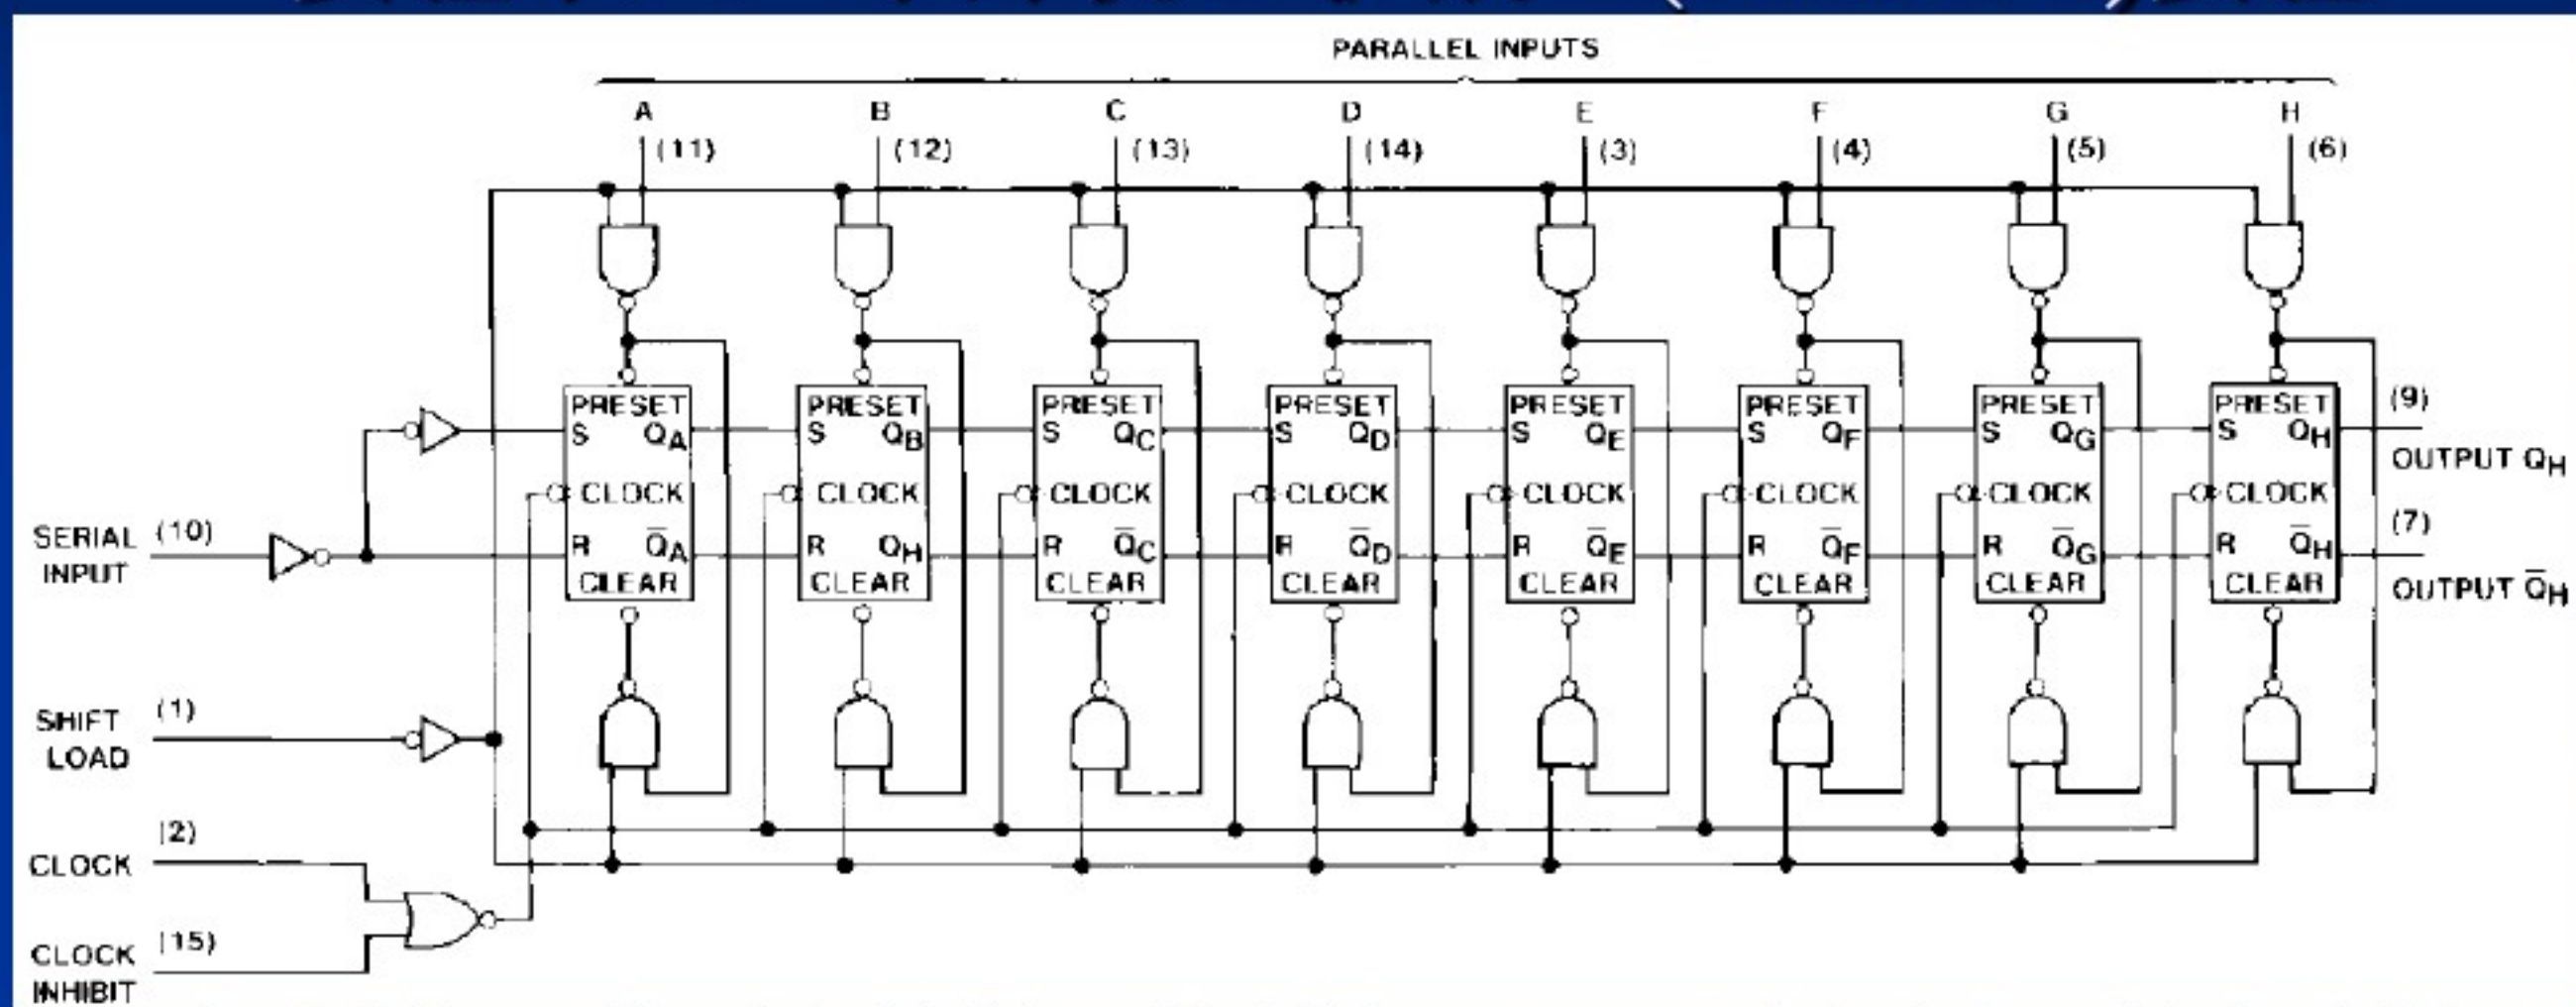 PARALLEL INPUTS
A B C D E F G H
(11) (12) (13) (14) (3) (4) (5) (6)
PRESET PRESET PRESET PRESET PRESET PRESET PRESET PRESET
S QA S QB S QC S QD S QE S QF S QG S QH
(9)
OUTPUT QH
CLOCK CLOCK CLOCK CLOCK CLOCK CLOCK CLOCK CLOCK
SERIAL INPUT
(10)
R Q̅A R QH R Q̅C R Q̅D R Q̅E R Q̅F R Q̅G R Q̅H
(7)
OUTPUT Q̅H
CLEAR CLEAR CLEAR CLEAR CLEAR CLEAR CLEAR CLEAR
SHIFT
LOAD
(1)
(2)
CLOCK
(15)
CLOCK
INHIBIT